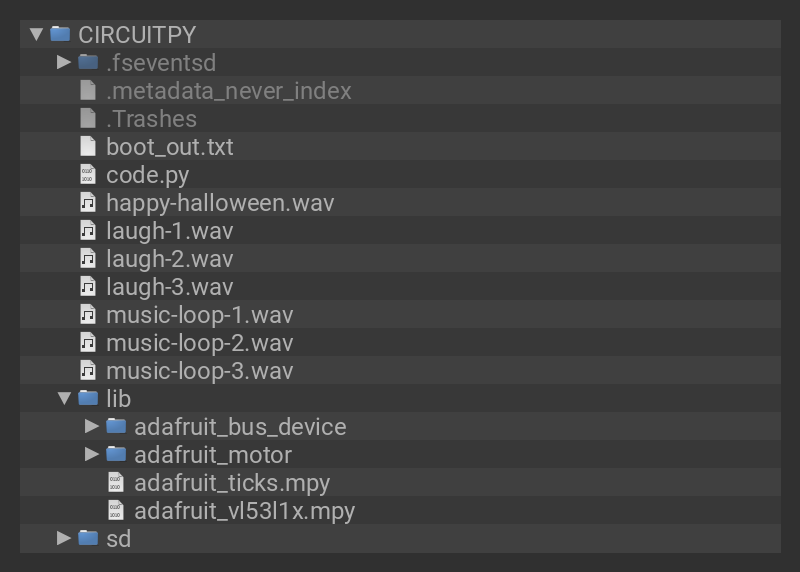 CIRCUITPY
.fseventsd
.metadata_never_index
.Trashes
boot_out.txt
code.py
happy-halloween.wav
laugh-1.wav
laugh-2.wav
laugh-3.wav
music-loop-1.wav
music-loop-2.wav
music-loop-3.wav
lib
adafruit_bus_device
adafruit_motor
adafruit_ticks.mpy
adafruit_vl53l1x.mpy
sd